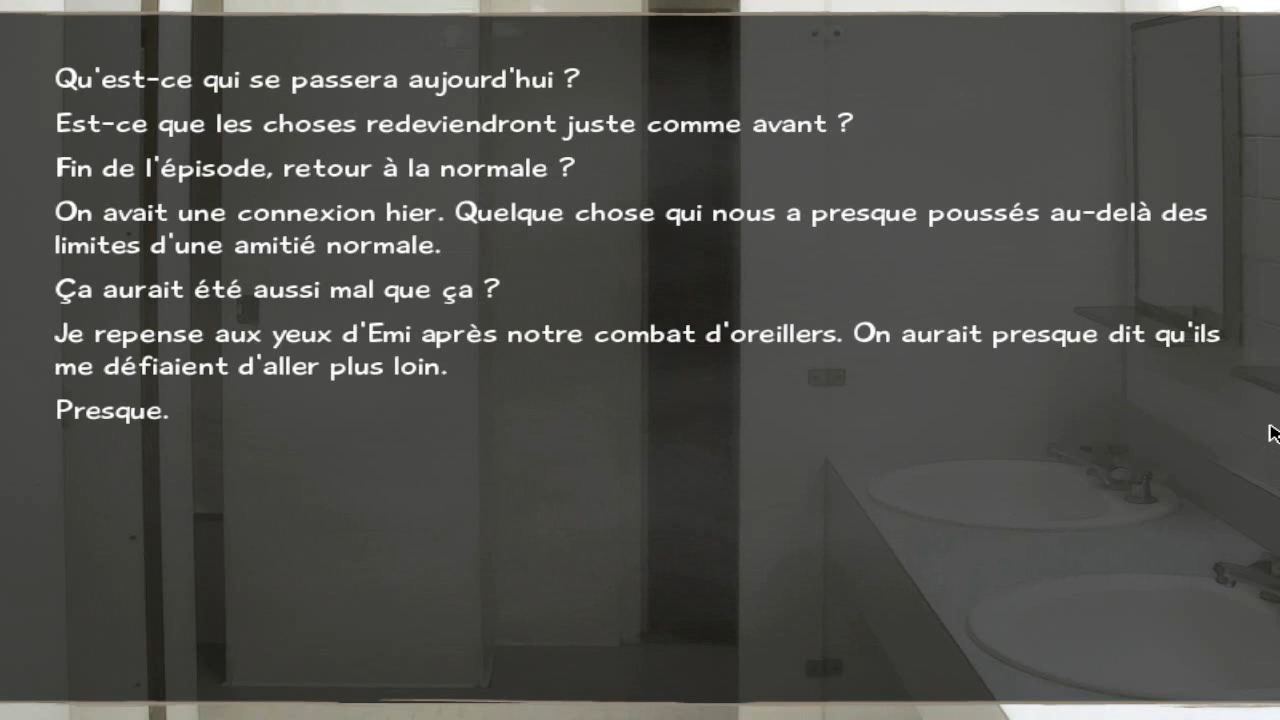 Qu'est-ce qui se passera aujourd'hui ?
Est-ce que les choses redeviendront juste comme avant ?
Fin de l'épisode, retour à la normale ?
On avait une connexion hier. Quelque chose qui nous a presque poussés au-delà des
limites d'une amitié normale.
Ça aurait été aussi mal que ça ?
Je repense aux yeux d'Emi après notre combat d'oreillers. On aurait presque dit qu'ils
me défiaient d'aller plus loin.
Presque.